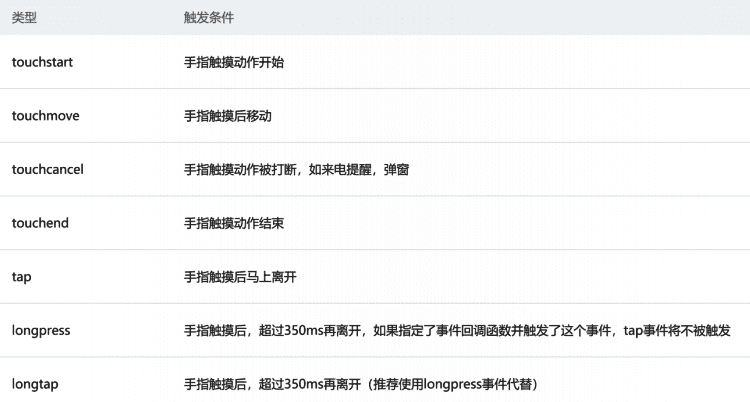 类型 触发条件
touchstart 手指触摸动作开始
touchmove 手指触摸后移动
touchcancel 手指触摸动作被打断，如来电提醒，弹窗
touchend 手指触摸动作结束
tap 手指触摸后马上离开
longpress 手指触摸后，超过350ms再离开，如果指定了事件回调函数并触发了这个事件，tap事件将不被触发
longtap 手指触摸后，超过350ms再离开（推荐使用longpress事件代替）